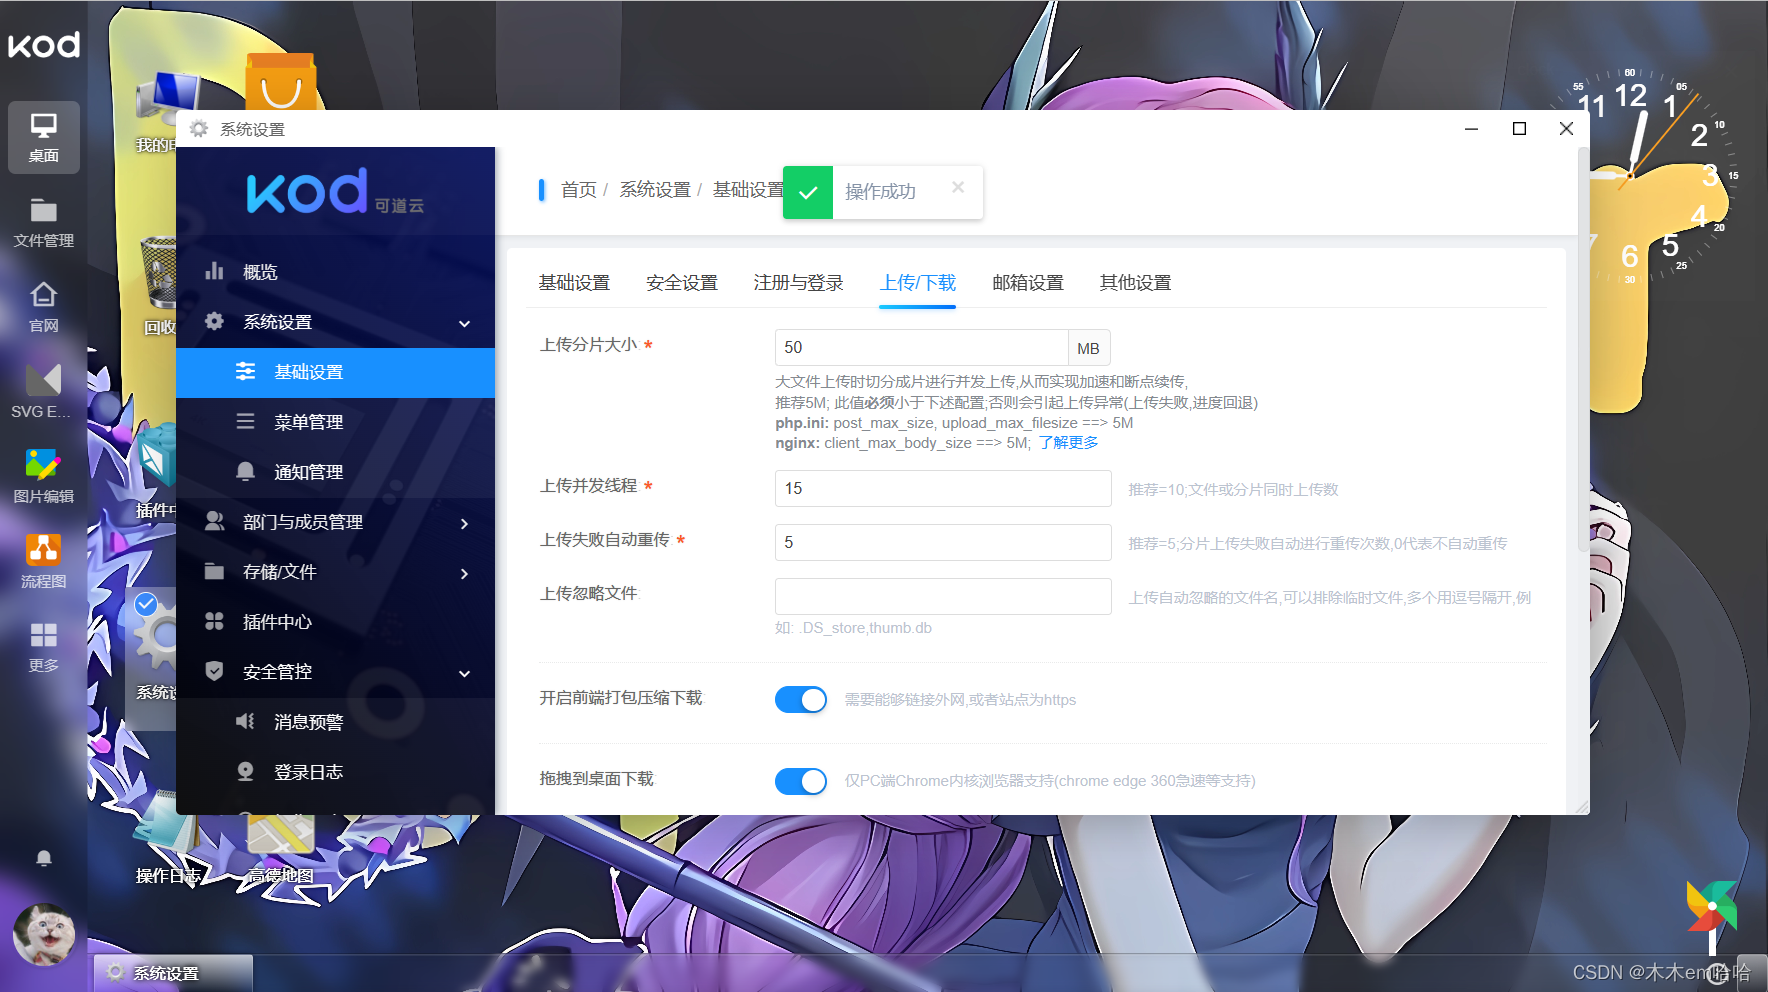 kod
桌面
文件管理
官网
SVG E...
图片编辑
流程图
更多
我的
回收
插件中
系统设
操作日志
高德地图
系统设置
kod 可道云
概览
系统设置
基础设置
菜单管理
通知管理
部门与成员管理
存储/文件
插件中心
安全管控
消息预警
登录日志
首页 / 系统设置 / 基础设置
操作成功
基础设置 安全设置 注册与登录 上传/下载 邮箱设置 其他设置
上传分片大小 *
50 MB
大文件上传时切分成片进行并发上传,从而实现加速和断点续传,
推荐5M; 此值必须小于下述配置;否则会引起上传异常(上传失败,进度回退)
php.ini: post_max_size, upload_max_filesize ==> 5M
nginx: client_max_body_size ==> 5M; 了解更多
上传并发线程: *
15
推荐=10;文件或分片同时上传数
上传失败自动重传 *
5
推荐=5;分片上传失败自动进行重传次数,0代表不自动重传
上传忽略文件
上传自动忽略的文件名,可以排除临时文件,多个用逗号隔开,例
如: .DS_store,thumb.db
开启前端打包压缩下载:
需要能够链接外网,或者站点为https
拖拽到桌面下载
仅PC端Chrome内核浏览器支持(chrome edge 360急速等支持)
60
55 05
11 12 1
2 10
3 15
4 20
7 6 5
30 25
系统设置
CSDN @木木em哈哈